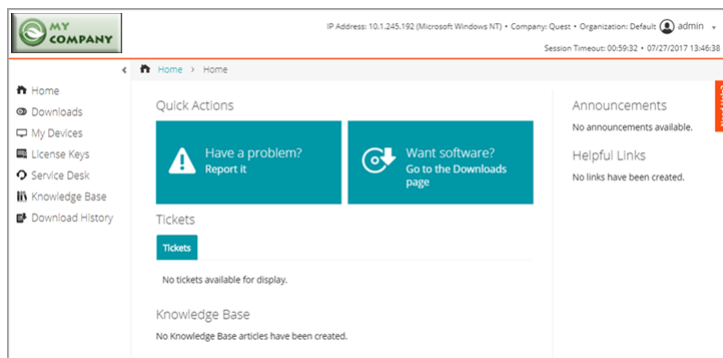 MY
COMPANY
IP Address: 10.1.245.192 (Microsoft Windows NT) • Company: Quest • Organization: Default admin
Session Timeout: 00:59:32 • 07/27/2017 13:46:38
Home > Home
Home
Downloads
My Devices
License Keys
Service Desk
Knowledge Base
Download History
Quick Actions
Have a problem?
Report it
Want software?
Go to the Downloads
page
Tickets
Tickets
No tickets available for display.
Knowledge Base
No Knowledge Base articles have been created.
Announcements
No announcements available.
Helpful Links
No links have been created.